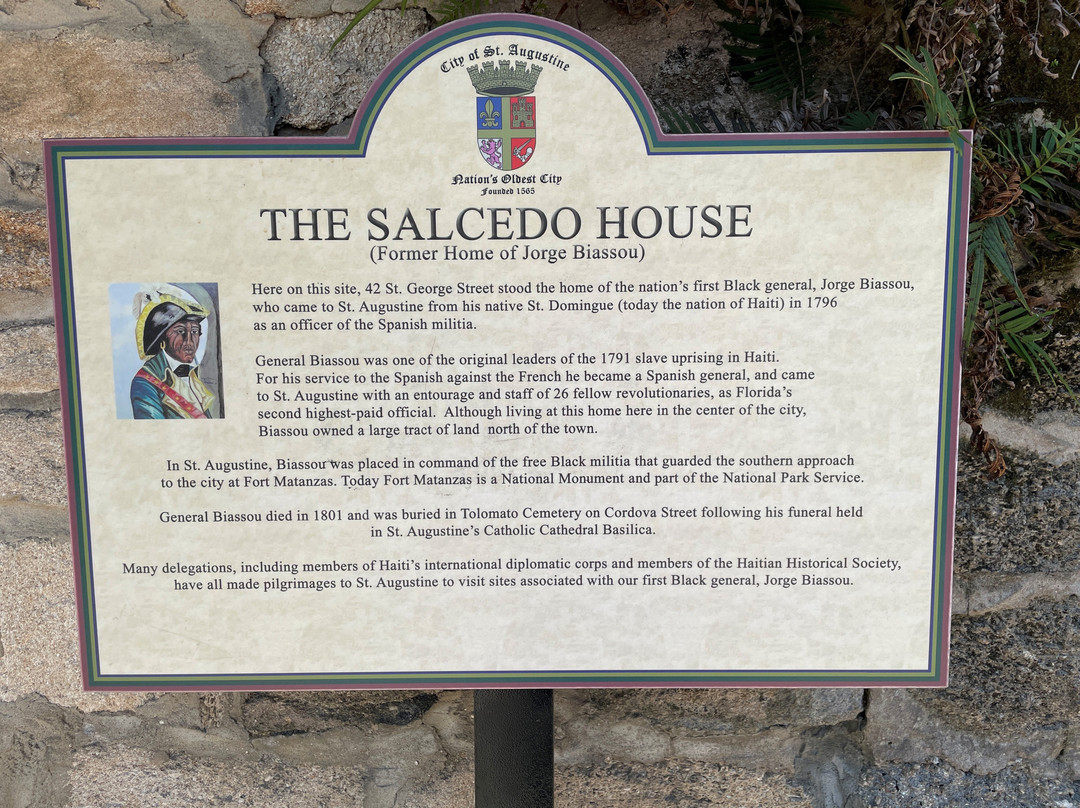 City of St. Augustine
Nation's Oldest City
Founded 1565
THE SALCEDO HOUSE
(Former Home of Jorge Biassou)
Here on this site, 42 St. George Street stood the home of the nation's first Black general, Jorge Biassou,
who came to St. Augustine from his native St. Domingue (today the nation of Haiti) in 1796
as an officer of the Spanish militia.
General Biassou was one of the original leaders of the 1791 slave uprising in Haiti.
For his service to the Spanish against the French he became a Spanish general, and came
to St. Augustine with an entourage and staff of 26 fellow revolutionaries, as Florida's
second highest-paid official. Although living at this home here in the center of the city,
Biassou owned a large tract of land north of the town.
In St. Augustine, Biassou was placed in command of the free Black militia that guarded the southern approach
to the city at Fort Matanzas. Today Fort Matanzas is a National Monument and part of the National Park Service.
General Biassou died in 1801 and was buried in Tolomato Cemetery on Cordova Street following his funeral held
in St. Augustine's Catholic Cathedral Basilica.
Many delegations, including members of Haiti's international diplomatic corps and members of the Haitian Historical Society,
have all made pilgrimages to St. Augustine to visit sites associated with our first Black general, Jorge Biassou.